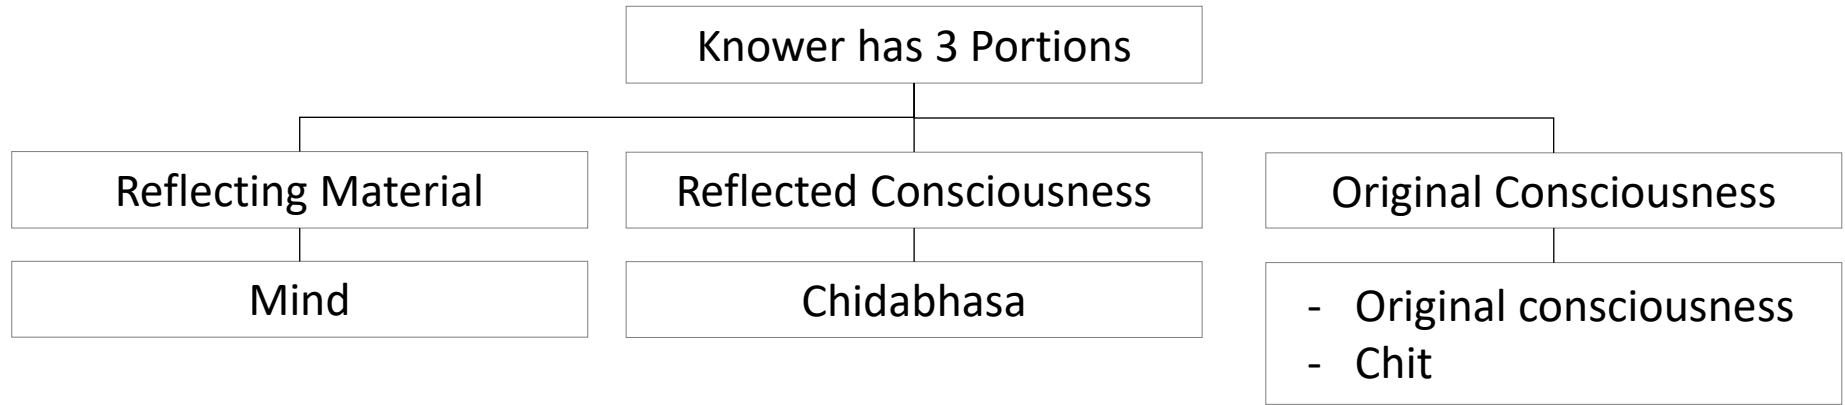 Knower has 3 Portions
Reflecting Material
Reflected Consciousness
Original Consciousness
Mind
Chidabhasa
- Original consciousness
- Chit